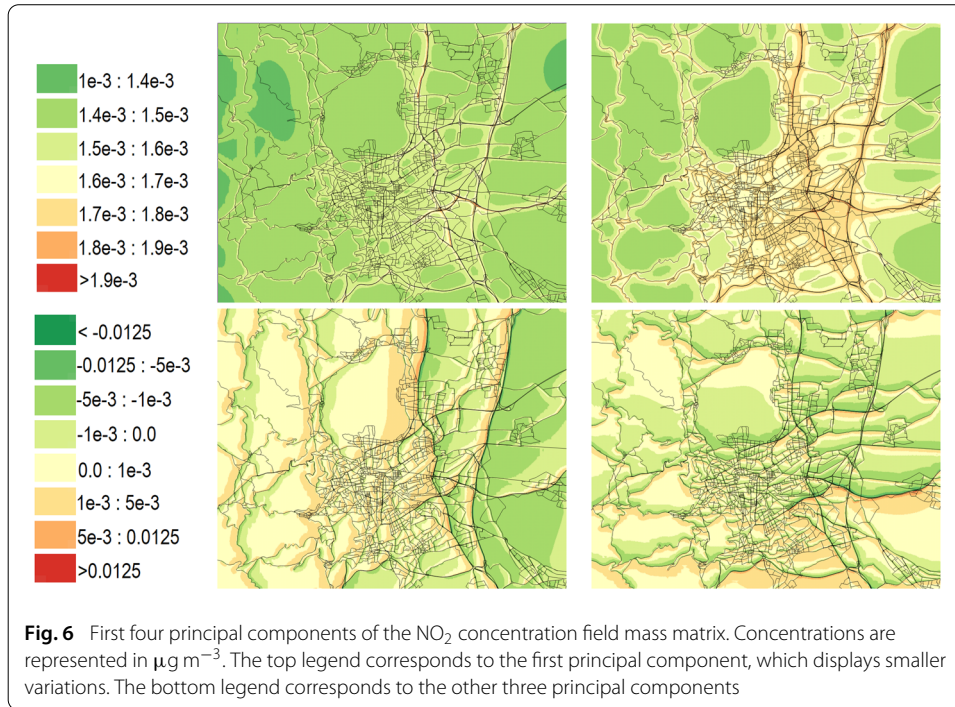 1e-3 : 1.4e-3
1.4e-3 : 1.5e-3
1.5e-3 : 1.6e-3
1.6e-3 : 1.7e-3
1.7e-3 : 1.8e-3
1.8e-3 : 1.9e-3
>1.9e-3
< -0.0125
-0.0125 : -5e-3
-5e-3 : -1e-3
-1e-3 : 0.0
0.0 : 1e-3
1e-3 : 5e-3
5e-3 : 0.0125
>0.0125
Fig. 6 First four principal components of the NO₂ concentration field mass matrix. Concentrations are
represented in μg m⁻³. The top legend corresponds to the first principal component, which displays smaller
variations. The bottom legend corresponds to the other three principal components